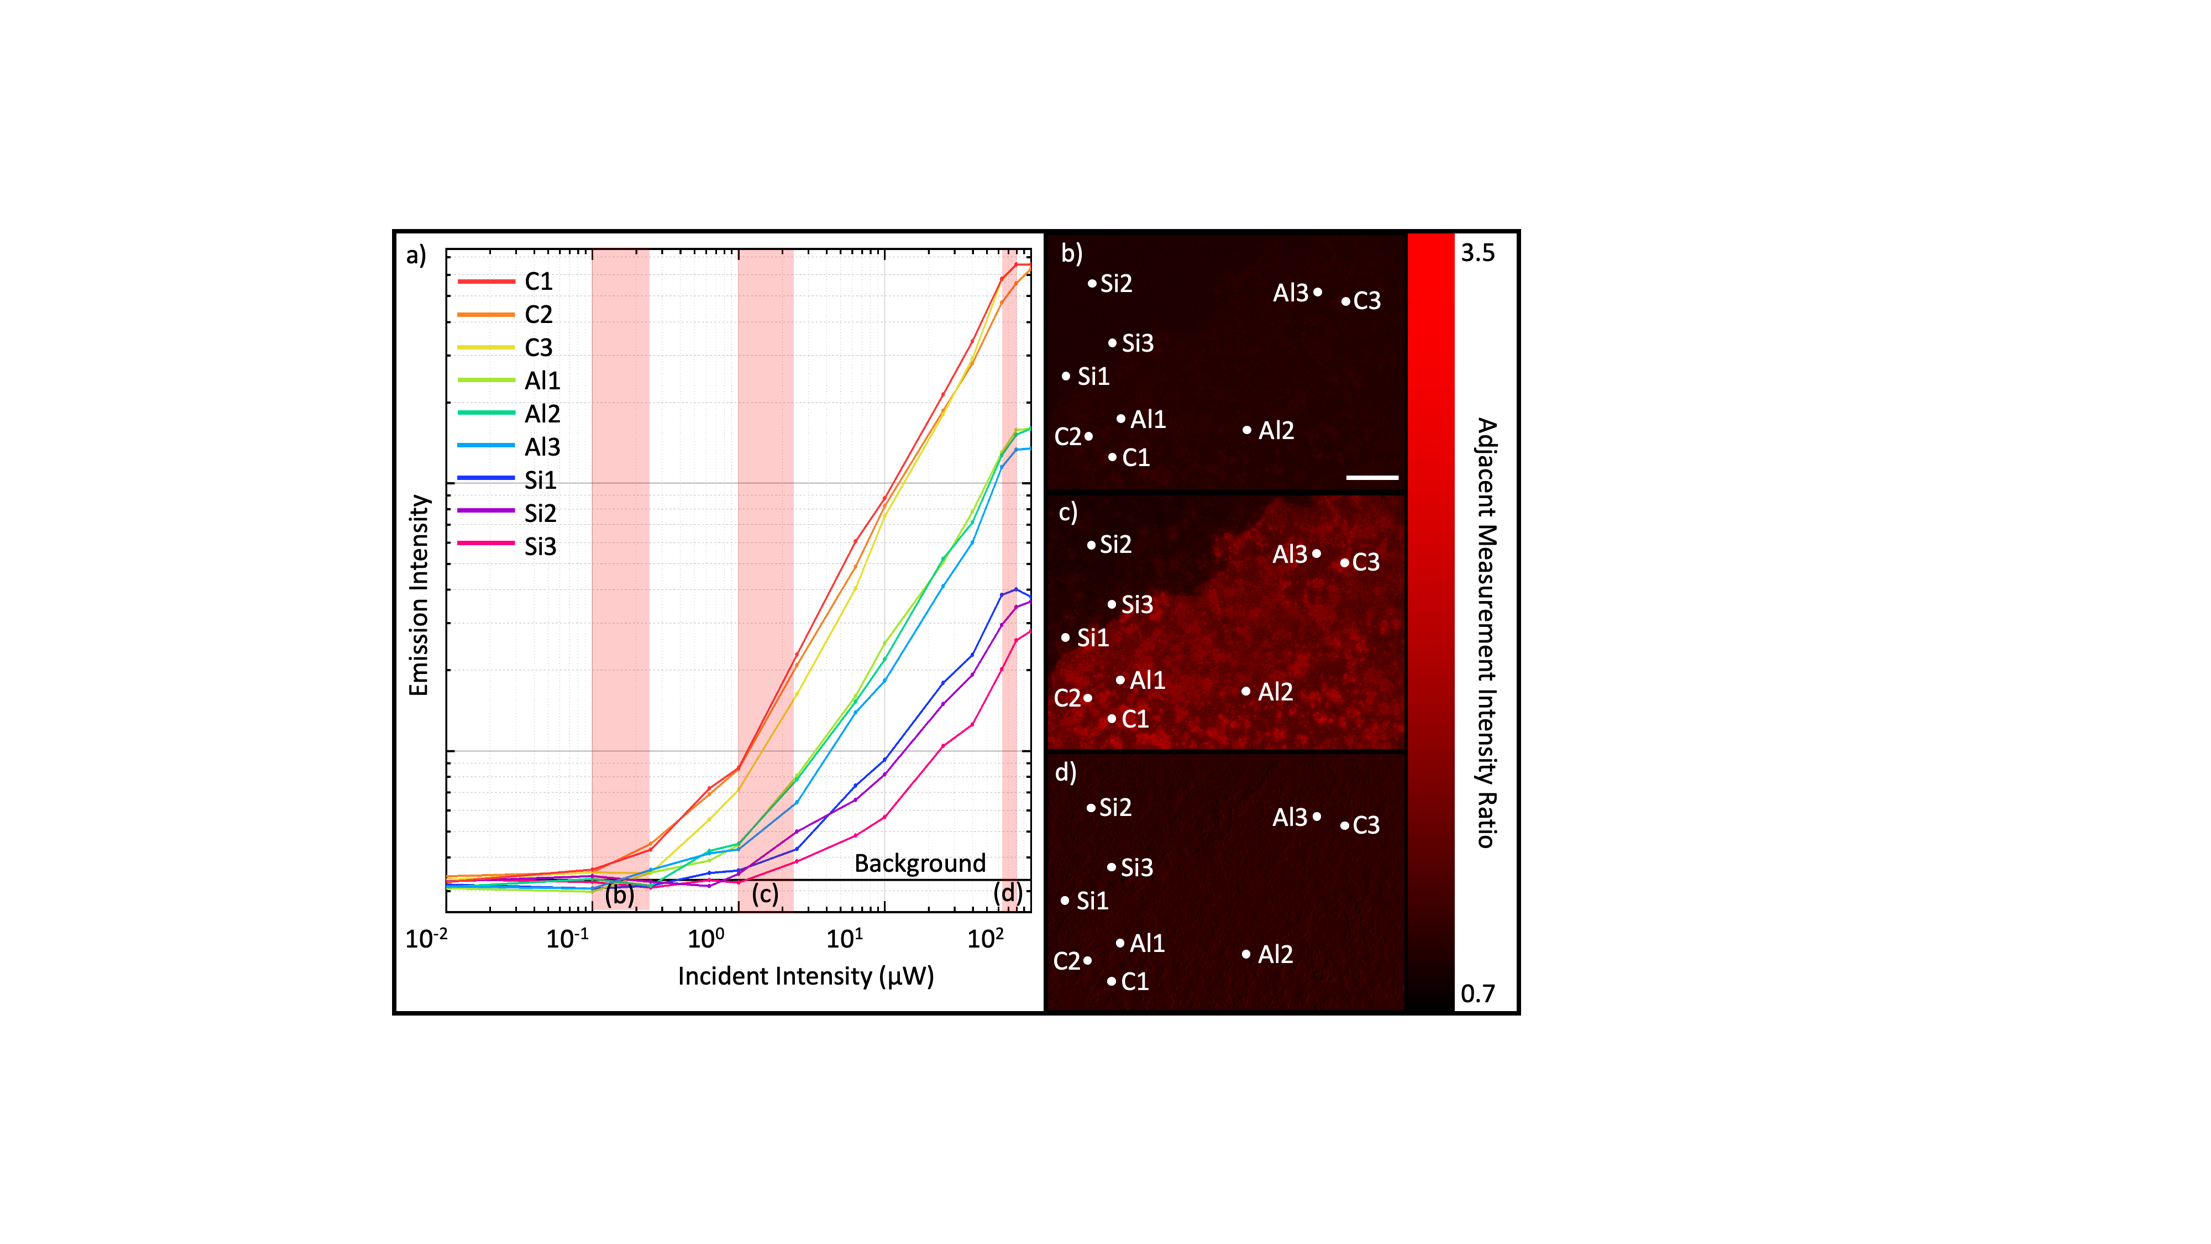 a)
C1
C2
C3
Al1
Al2
Al3
Si1
Si2
Si3
Emission Intensity
Background
(b)
(c)
(d)
10-2
10-1
100
101
102
Incident Intensity (µW)
b)
Si2
Al3
C3
Si3
Si1
Al1
C2
Al2
C1
c)
Si2
Al3
C3
Si3
Si1
Al1
C2
Al2
C1
d)
Si2
Al3
C3
Si3
Si1
Al1
C2
Al2
C1
3.5
Adjacent Measurement Intensity Ratio
0.7